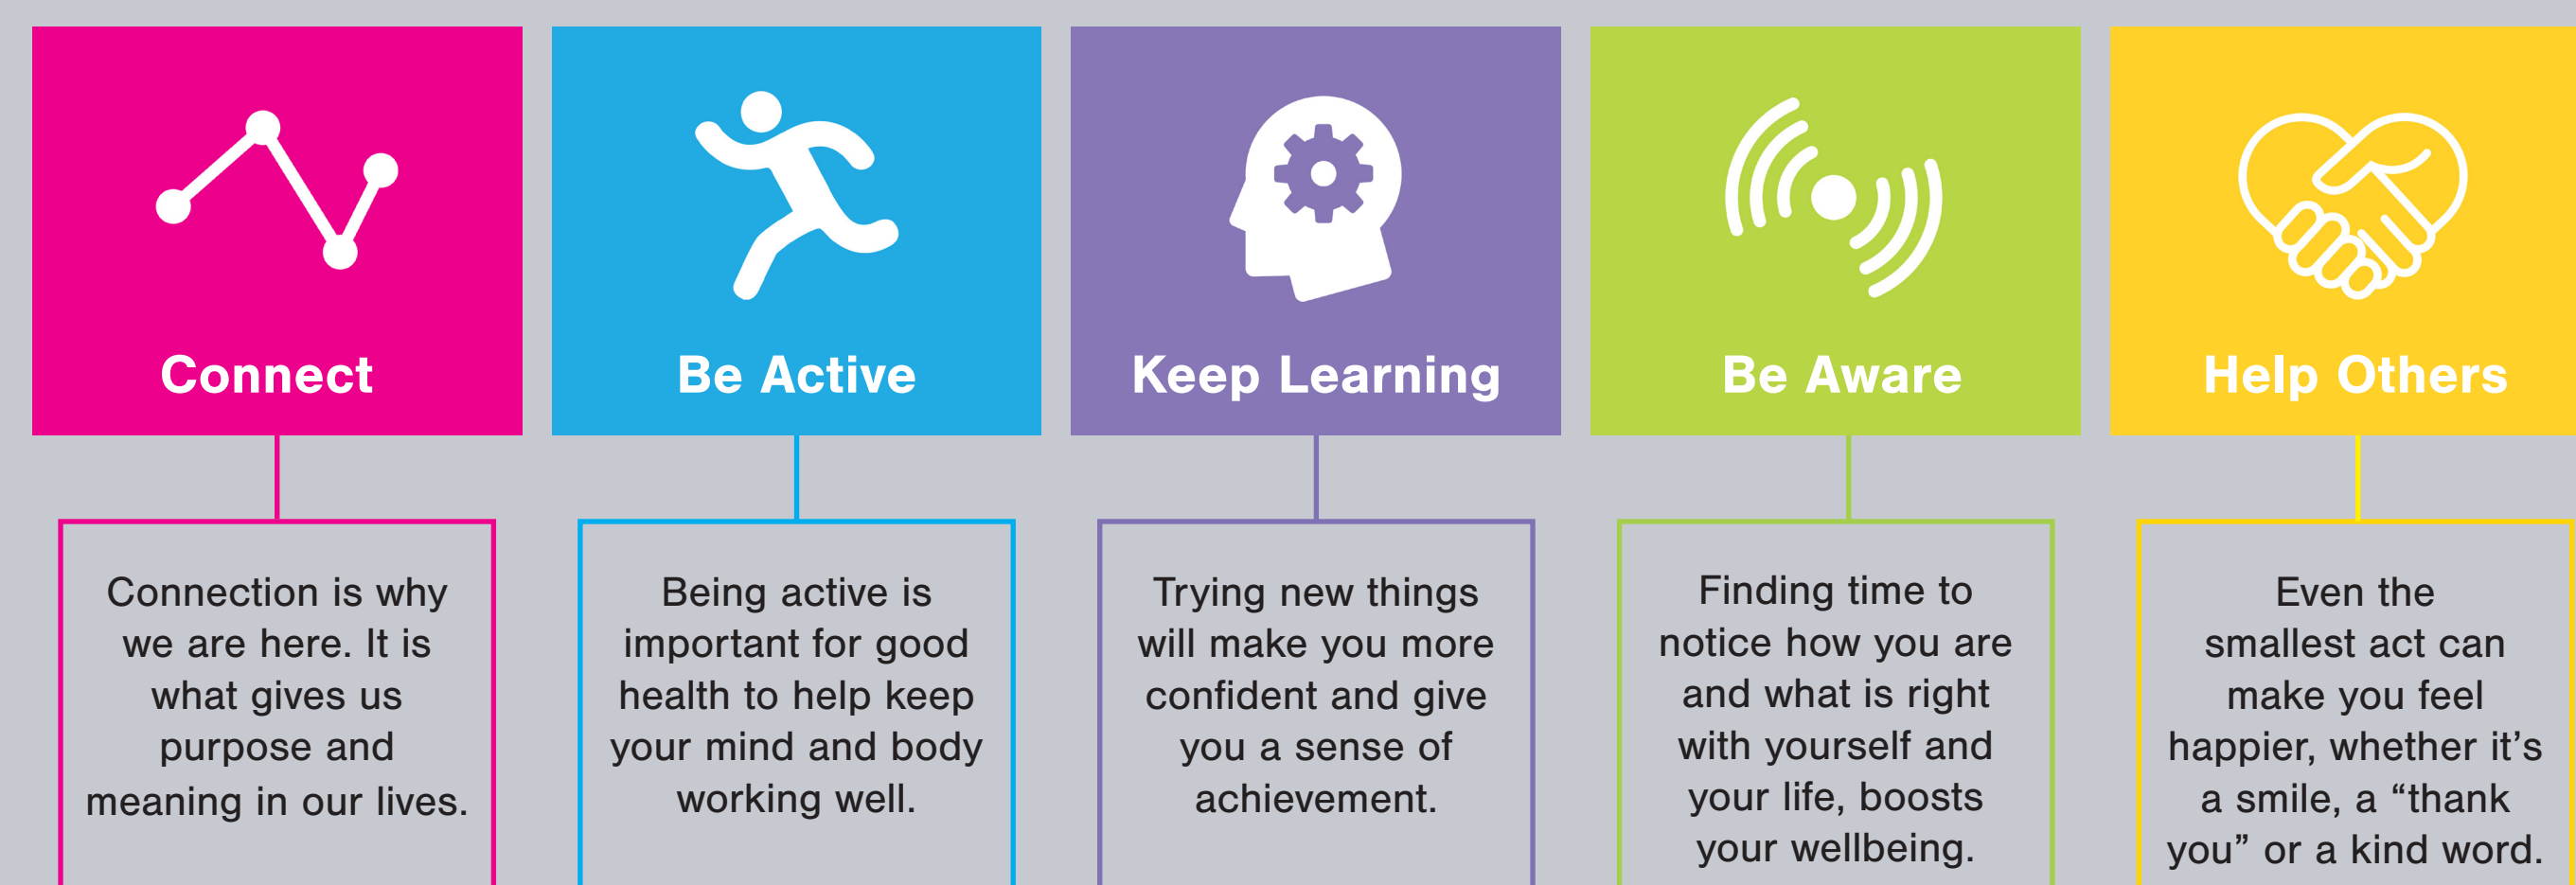 Connect
Connection is why
we are here. It is
what gives us
purpose and
meaning in our lives.
Be Active
Being active is
important for good
health to help keep
your mind and body
working well.
Keep Learning
Trying new things
will make you more
confident and give
you a sense of
achievement.
Be Aware
Finding time to
notice how you are
and what is right
with yourself and
your life, boosts
your wellbeing.
Help Others
Even the
smallest act can
make you feel
happier, whether it’s
a smile, a “thank
you” or a kind word.